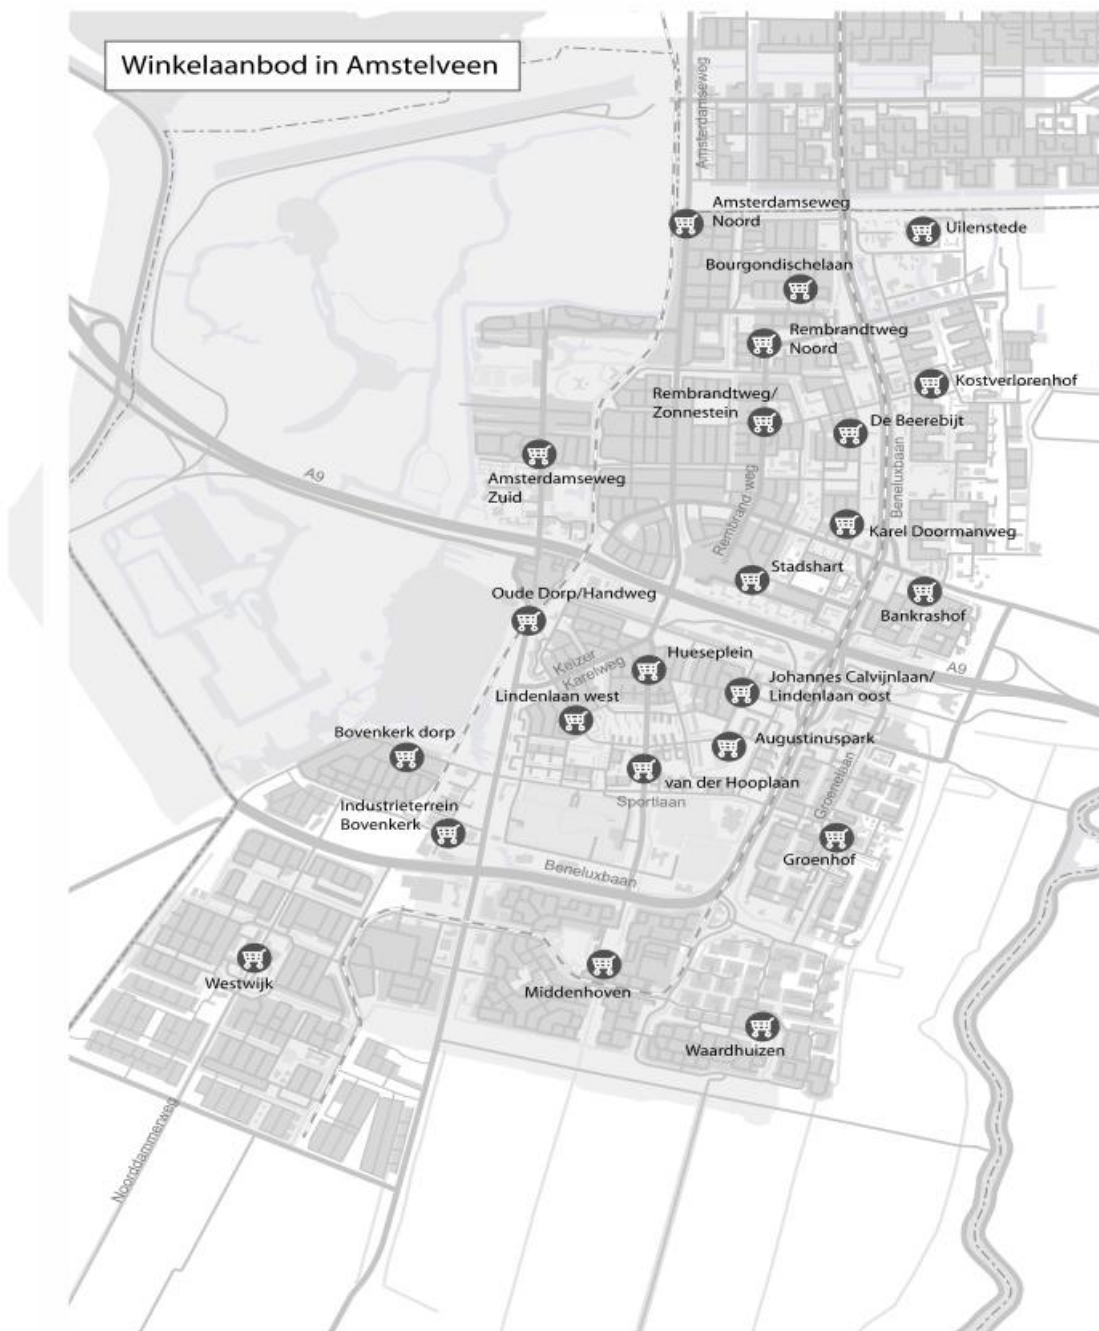 Winkelaanbod in Amstelveen
Amsterdamseweg
Amsterdamseweg
Noord
Uilenstede
Bourgondischelaan
Rembrandtweg
Noord
Kostverlorenhof
Rembrandtweg/
Zonnestein
De Beerebijt
Amsterdamseweg
Zuid
A9
Beneluxbaan
Rembrand weg
Karel Doormanweg
Stadshart
Oude Dorp/Handweg
Bankrashof
Hueseplein
Keizer
Karelweg
A9
Johannes Calvijnlaan/
Lindenlaan oost
Lindenlaan west
Bovenkerk dorp
Augustinuspark
van der Hooplaan
Sportlaan
Groenelaan
Industrieterrein
Bovenkerk
Groenhof
Beneluxbaan
Westwijk
Middenhoven
Waardhuizen
Noorddammerweg